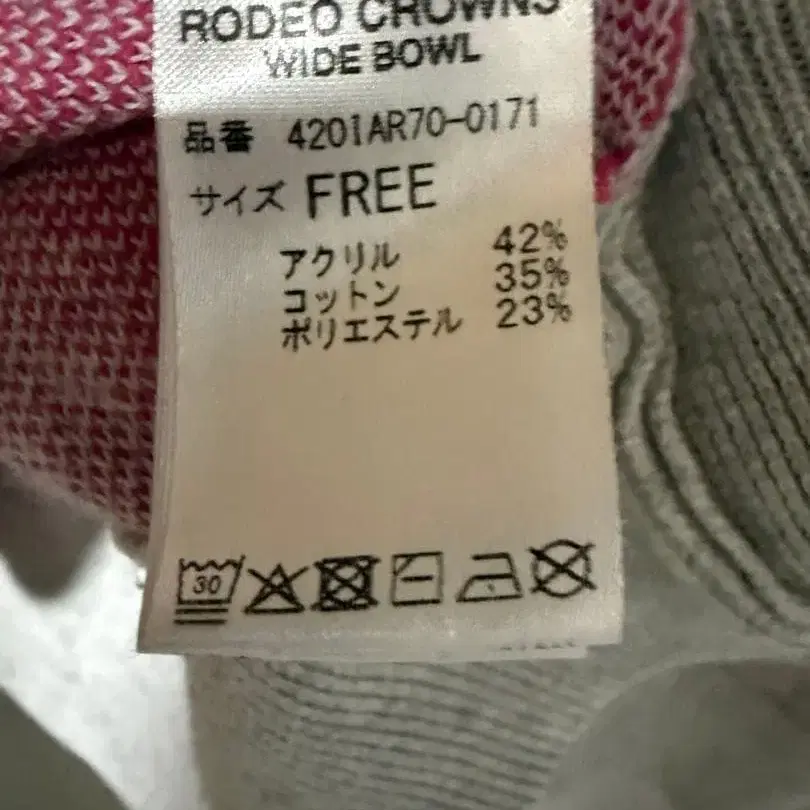 RODEO CROWNS
WIDE BOWL
品番 4201AR70-0171
サイズ FREE
アクリル 42%
コットン 35%
ポリエステル 23%
30